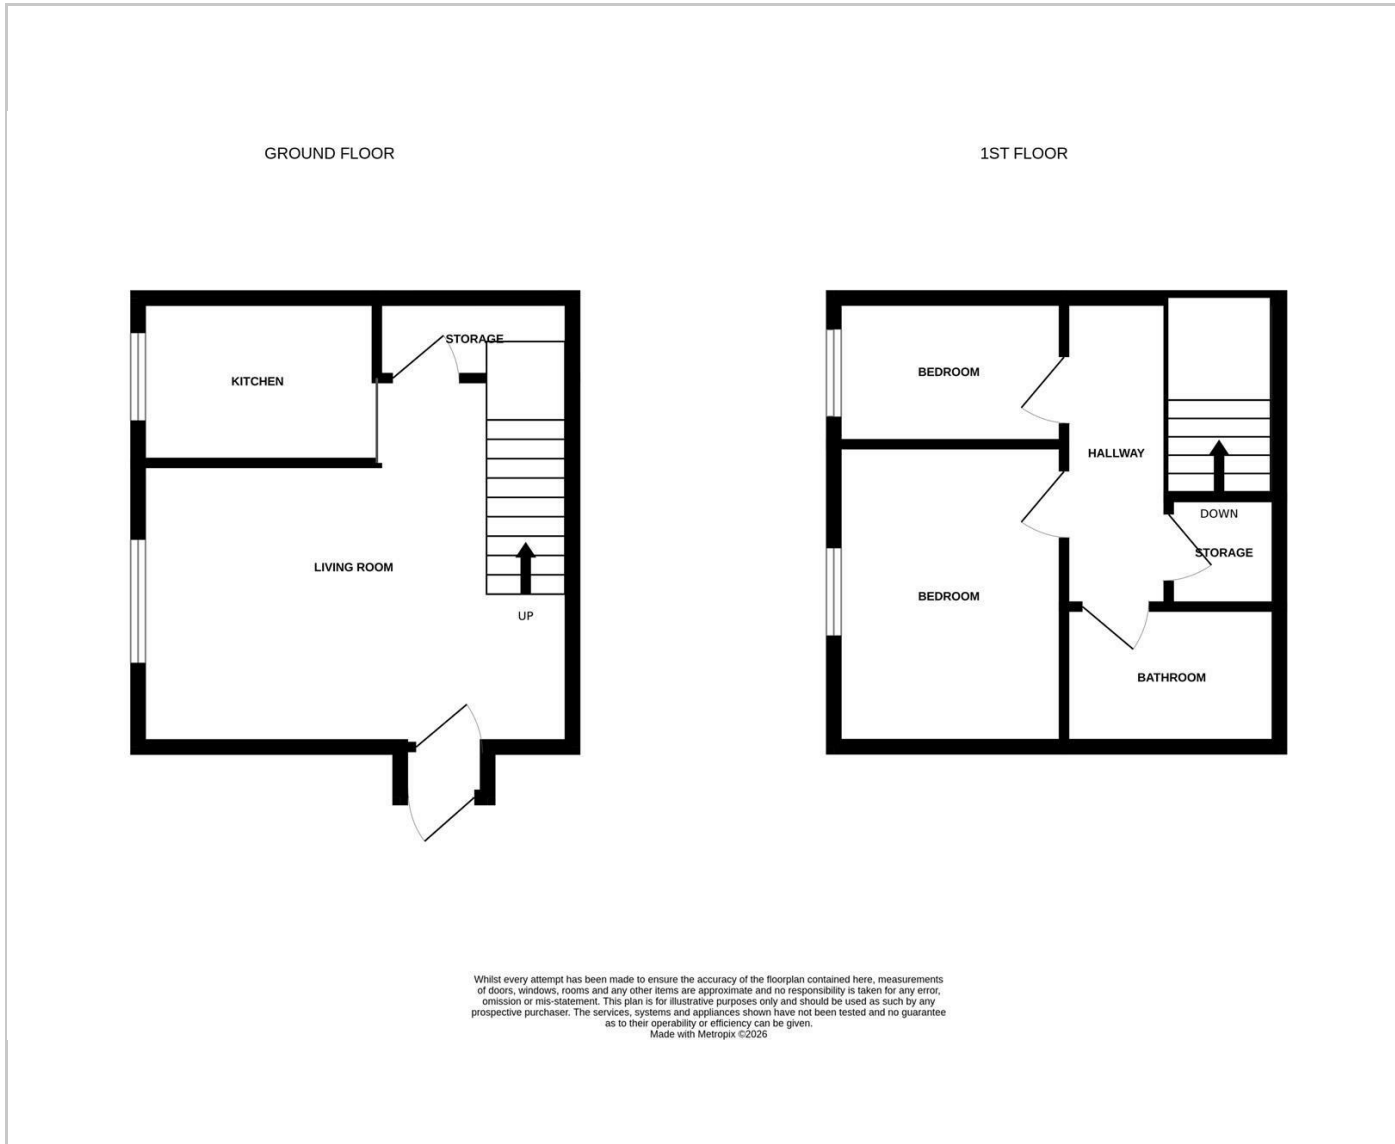 GROUND FLOOR
1ST FLOOR
STORAGE
KITCHEN
LIVING ROOM
UP
BEDROOM
HALLWAY
DOWN
STORAGE
BEDROOM
BATHROOM
Whilst every attempt has been made to ensure the accuracy of the floorplan contained here, measurements
of doors, windows, rooms and any other items are approximate and no responsibility is taken for any error,
omission or mis-statement. This plan is for illustrative purposes only and should be used as such by any
prospective purchaser. The services, systems and appliances shown have not been tested and no guarantee
as to their operability or efficiency can be given.
Made with Metropix ©2026